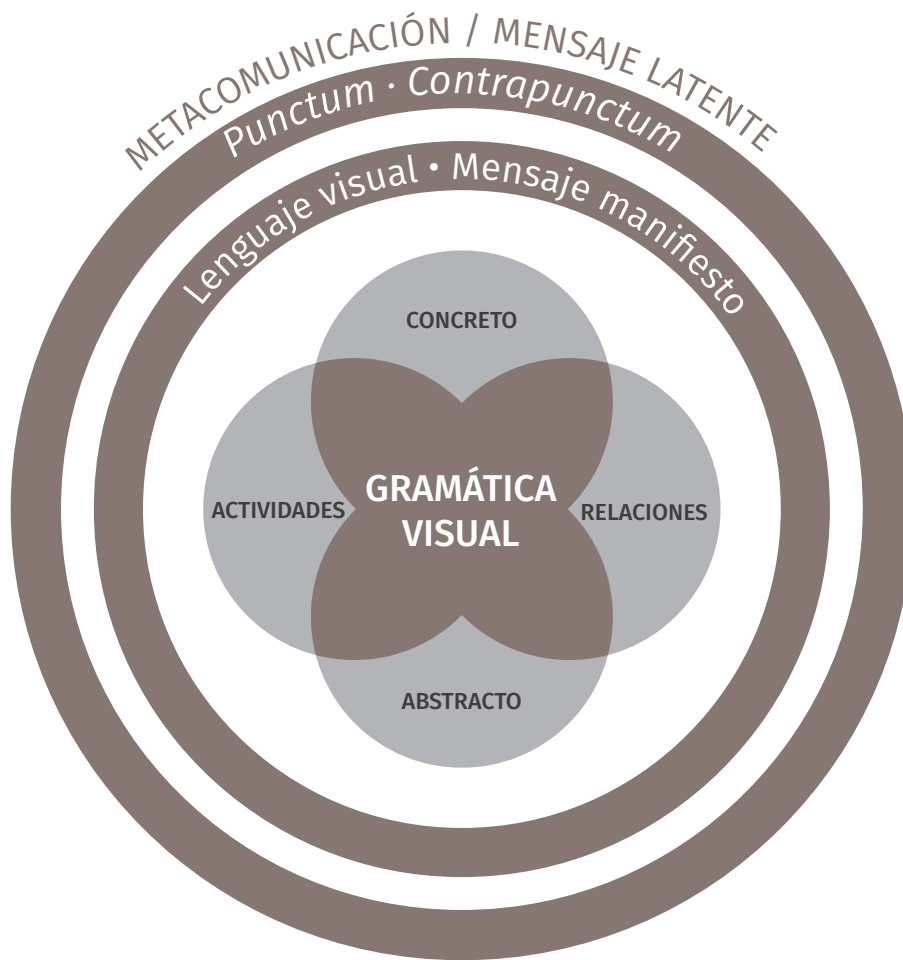 METACOMUNICACIÓN / MENSAJE LATENTE
Punctum · Contrapunctum
Lenguaje visual • Mensaje manifiesto
CONCRETO
GRAMÁTICA
VISUAL
ACTIVIDADES
RELACIONES
ABSTRACTO